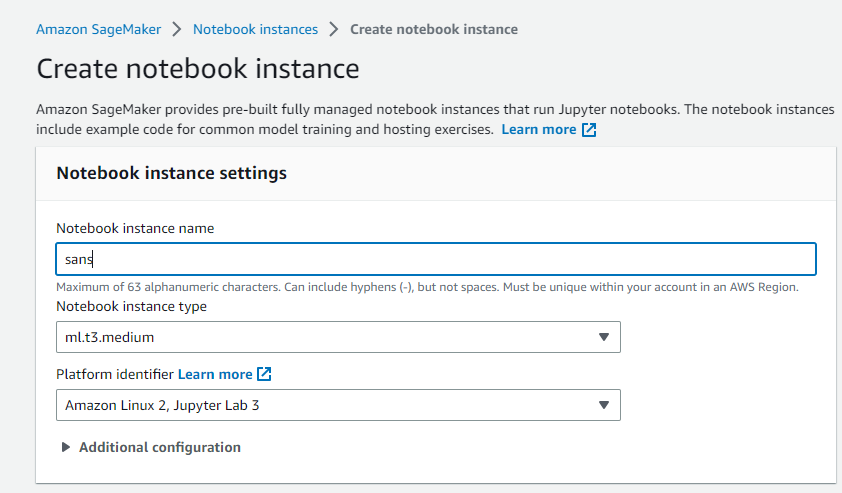 Amazon SageMaker > Notebook instances > Create notebook instance
Create notebook instance
Amazon SageMaker provides pre-built fully managed notebook instances that run Jupyter notebooks. The notebook instances
include example code for common model training and hosting exercises. Learn more
Notebook instance settings
Notebook instance name
sans
Maximum of 63 alphanumeric characters. Can include hyphens (-), but not spaces. Must be unique within your account in an AWS Region.
Notebook instance type
ml.t3.medium
Platform identifier Learn more
Amazon Linux 2, Jupyter Lab 3
Additional configuration